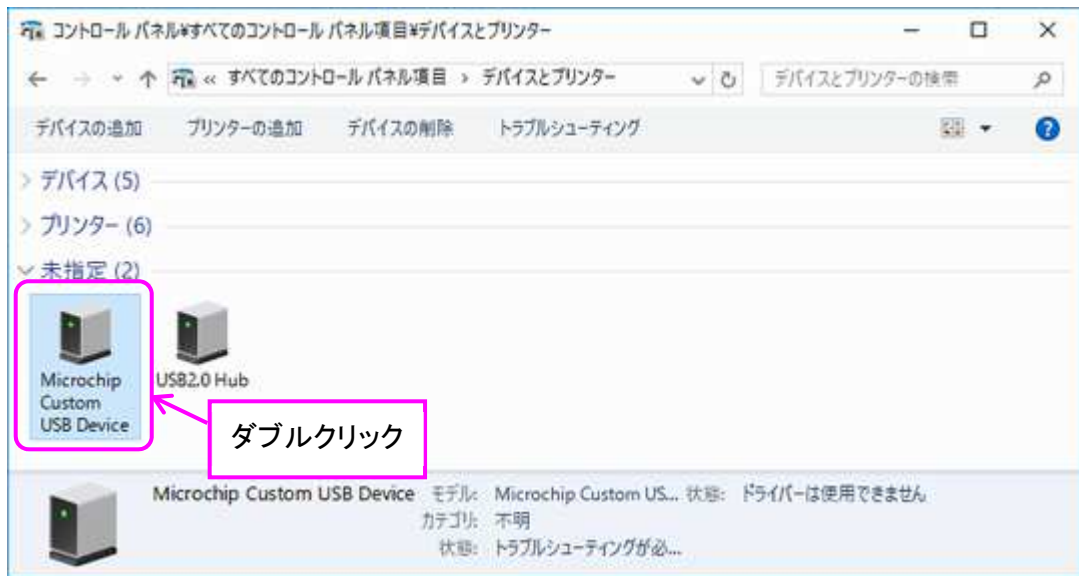 コントロール パネル¥すべてのコントロール パネル項目¥デバイスとプリンター
« すべてのコントロール パネル項目 › デバイスとプリンター デバイスとプリンターの検索
デバイスの追加 プリンターの追加 デバイスの削除 トラブルシューティング
デバイス (5)
プリンター (6)
未指定 (2)
Microchip
Custom
USB Device
USB2.0 Hub
ダブルクリック
Microchip Custom USB Device モデル: Microchip Custom US... 状態: ドライバーは使用できません
カテゴリ: 不明
状態: トラブルシューティングが必...